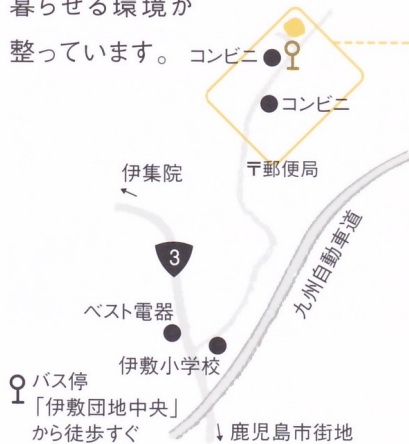 暮らせる環境が
整っています。
コンビニ
コンビニ
〒郵便局
伊集院
3
九州自動車道
ベスト電器
伊敷小学校
バス停
「伊敷団地中央」
から徒歩すぐ
鹿児島市街地